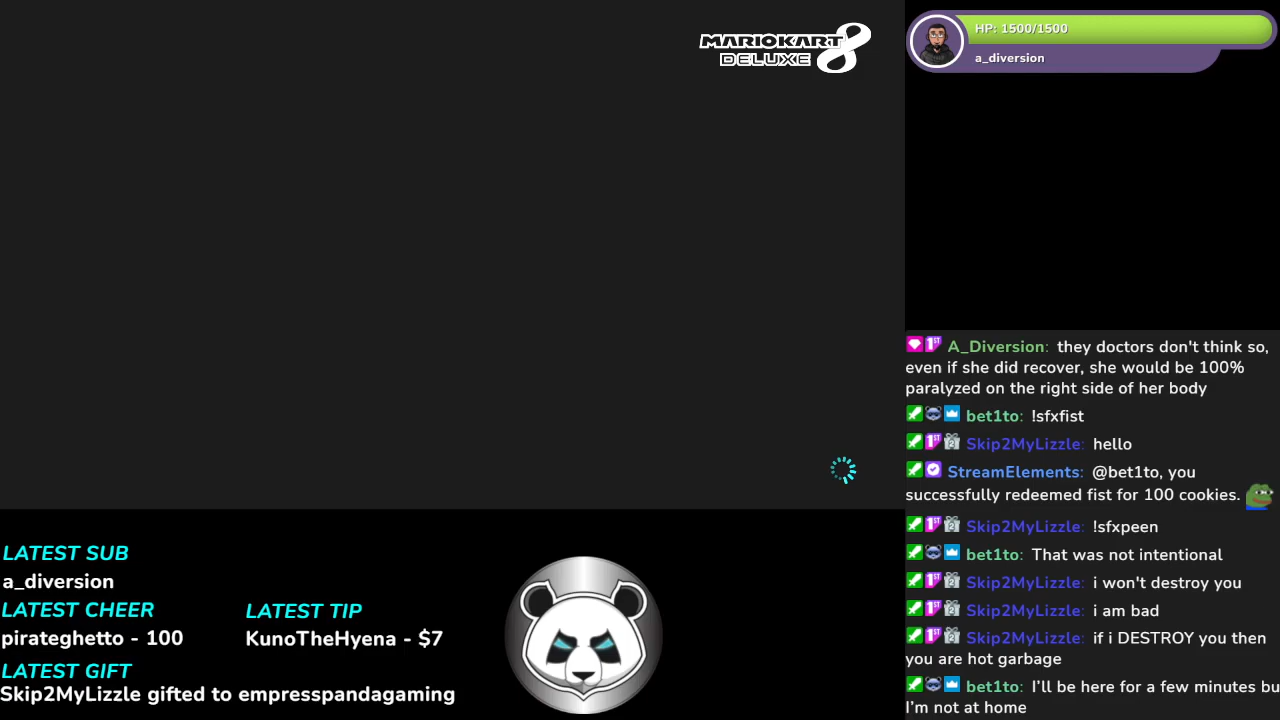 MARIOKART 8
DELUXE
HP: 1500/1500
a_diversion
A_Diversion: they doctors don't think so,
even if she did recover, she would be 100%
paralyzed on the right side of her body
bet1to: !sfxfist
Skip2MyLizzle: hello
StreamElements: @bet1to, you
successfully redeemed fist for 100 cookies.
Skip2MyLizzle: !sfxpeen
bet1to: That was not intentional
Skip2MyLizzle: i won't destroy you
Skip2MyLizzle: i am bad
Skip2MyLizzle: if i DESTROY you then
you are hot garbage
bet1to: I'll be here for a few minutes but
I'm not at home
LATEST SUB
a_diversion
LATEST CHEER
pirateghetto - 100
LATEST TIP
KunoTheHyena - $7
LATEST GIFT
Skip2MyLizzle gifted to empresspandagaming